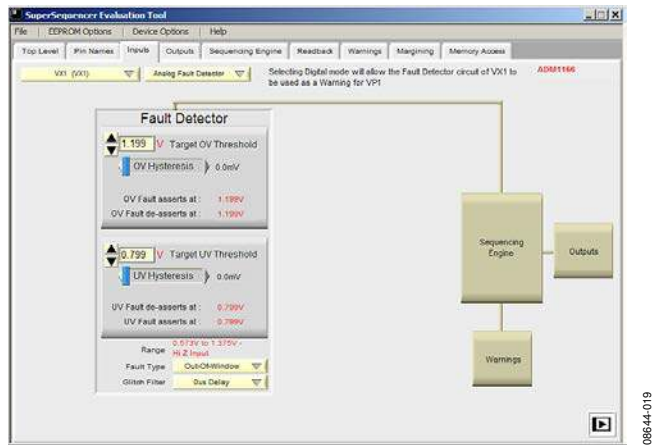 SuperSequencer Evaluation Tool
File EEPROM Options Device Options Help
Top Level Pin Names Inputs Outputs Sequencing Engine Readback Warnings Margining Memory Access
VX1 (VX1) Analog Fault Detector Selecting Digital mode will allow the Fault Detector circuit of VX1 to ADM1166
be used as a Warning for VP1
Fault Detector
1.199 V Target OV Threshold
OV Hysteresis 0.0mV
OV Fault asserts at : 1.199V
OV Fault de-asserts at : 1.199V
0.799 V Target UV Threshold
UV Hysteresis 0.0mV
UV Fault de-asserts at : 0.799V
UV Fault asserts at : 0.799V
Range 0.573V to 1.375V -
Hi Z Input
Fault Type Out-Of-Window
Glitch Filter 0us Delay
Sequencing
Engine
Outputs
Warnings
08644-019